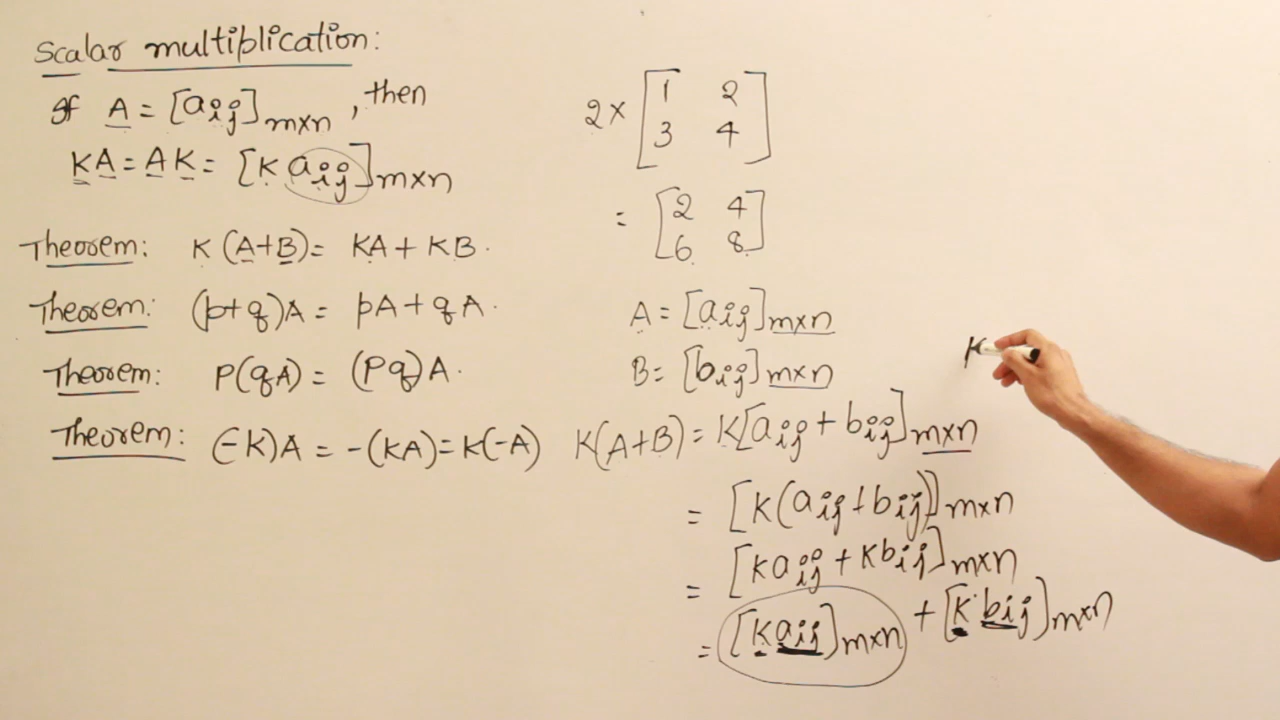 Scalar multiplication:
If A = [aij]m×n, then
KA = AK = [K aij]m×n
Theorem: K(A+B) = KA + KB.
Theorem: (p+q)A = pA + qA.
Theorem: P(qA) = (Pq)A.
Theorem: (-K)A = -(KA) = K(-A)
2 × [1 2
3 4]
= [2 4
6 8]
A = [aij]m×n
B = [bij]m×n
K(A+B) = K[aij + bij]m×n
= [K(aij + bij)]m×n
= [Kaij + Kbij]m×n
= [Kaij]m×n + [K bij]m×n
K